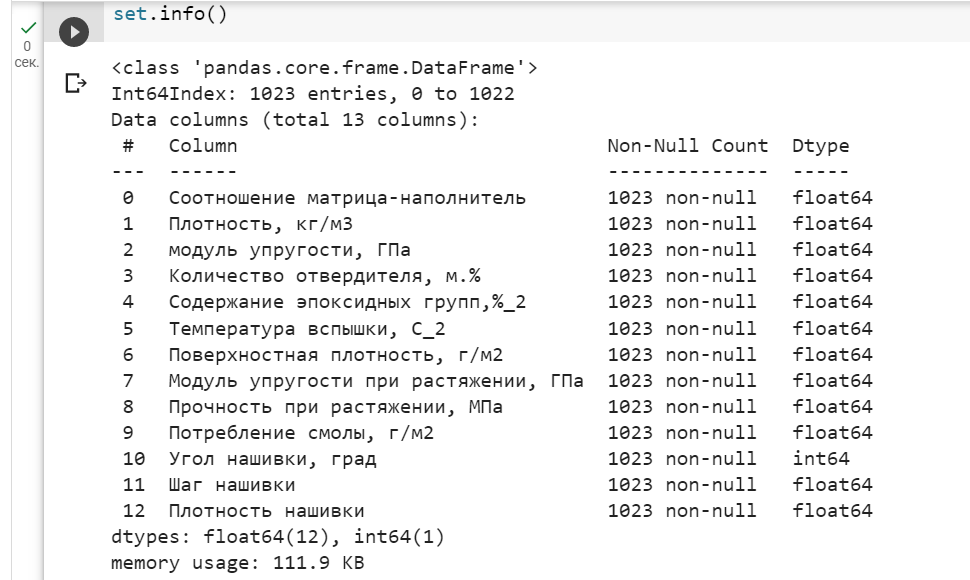 set.info()
0
сек.
<class 'pandas.core.frame.DataFrame'>
Int64Index: 1023 entries, 0 to 1022
Data columns (total 13 columns):
 #   Column                                Non-Null Count  Dtype
---  ------                                --------------  -----
 0   Соотношение матрица-наполнитель       1023 non-null   float64
 1   Плотность, кг/м3                      1023 non-null   float64
 2   модуль упругости, ГПа                 1023 non-null   float64
 3   Количество отвердителя, м.%           1023 non-null   float64
 4   Содержание эпоксидных групп,%_2       1023 non-null   float64
 5   Температура вспышки, С_2              1023 non-null   float64
 6   Поверхностная плотность, г/м2         1023 non-null   float64
 7   Модуль упругости при растяжении, ГПа  1023 non-null   float64
 8   Прочность при растяжении, МПа         1023 non-null   float64
 9   Потребление смолы, г/м2               1023 non-null   float64
 10  Угол нашивки, град                    1023 non-null   int64
 11  Шаг нашивки                           1023 non-null   float64
 12  Плотность нашивки                     1023 non-null   float64
dtypes: float64(12), int64(1)
memory usage: 111.9 KB